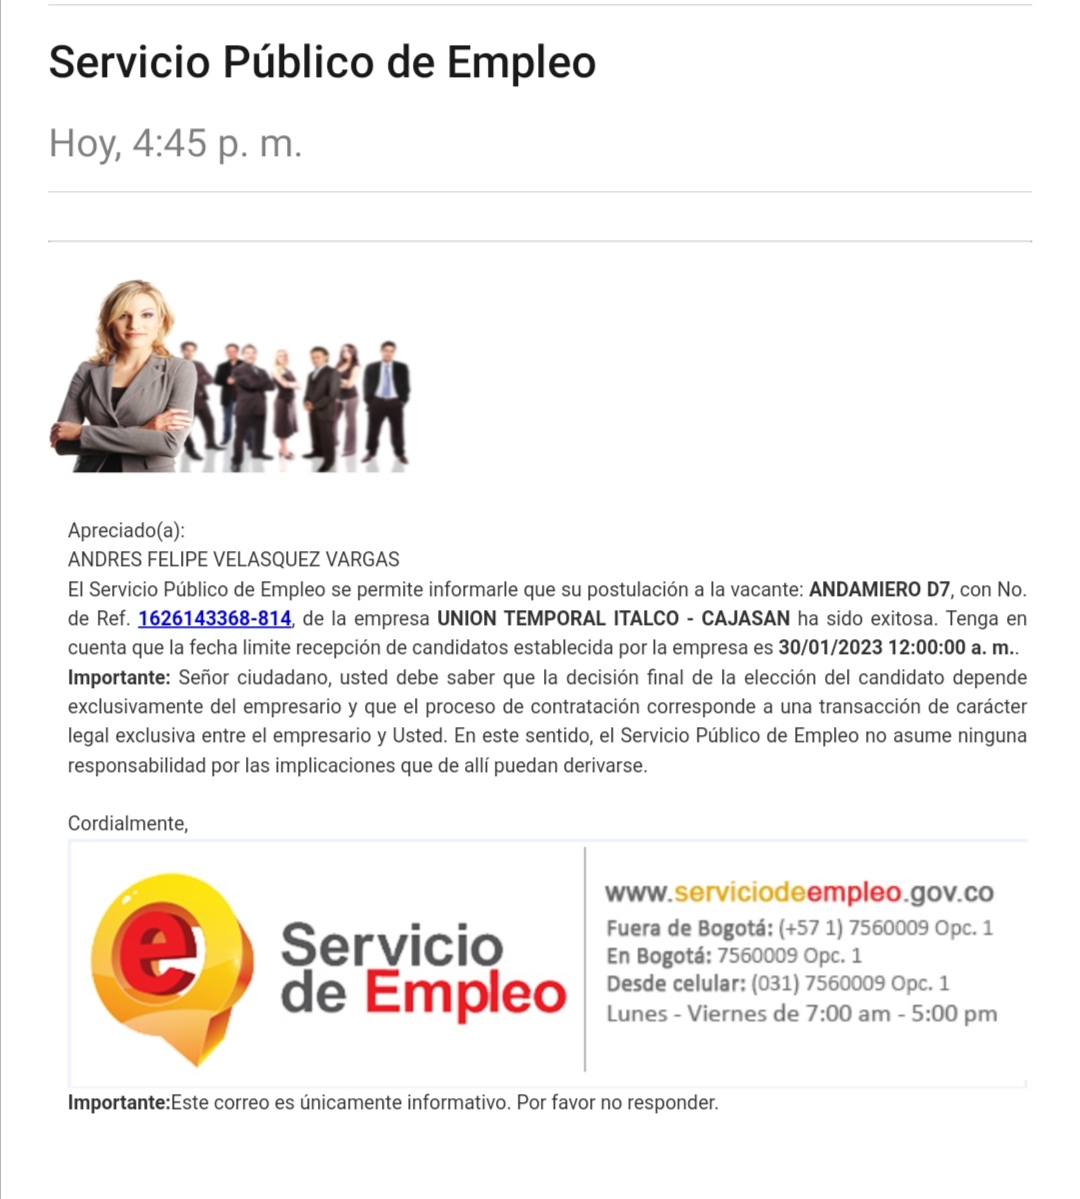 Servicio Público de Empleo
Hoy, 4:45 p. m.
Apreciado(a):
ANDRES FELIPE VELASQUEZ VARGAS
El Servicio Público de Empleo se permite informarle que su postulación a la vacante: ANDAMIERO D7, con No.
de Ref. 1626143368-814, de la empresa UNION TEMPORAL ITALCO - CAJASAN ha sido exitosa. Tenga en
cuenta que la fecha limite recepción de candidatos establecida por la empresa es 30/01/2023 12:00:00 a. m..
Importante: Señor ciudadano, usted debe saber que la decisión final de la elección del candidato depende
exclusivamente del empresario y que el proceso de contratación corresponde a una transacción de carácter
legal exclusiva entre el empresario y Usted. En este sentido, el Servicio Público de Empleo no asume ninguna
responsabilidad por las implicaciones que de allí puedan derivarse.
Cordialmente,
e
Servicio
de Empleo
www.serviciodeempleo.gov.co
Fuera de Bogotá: (+57 1) 7560009 Opc. 1
En Bogotá: 7560009 Opc. 1
Desde celular: (031) 7560009 Opc. 1
Lunes - Viernes de 7:00 am - 5:00 pm
Importante:Este correo es únicamente informativo. Por favor no responder.